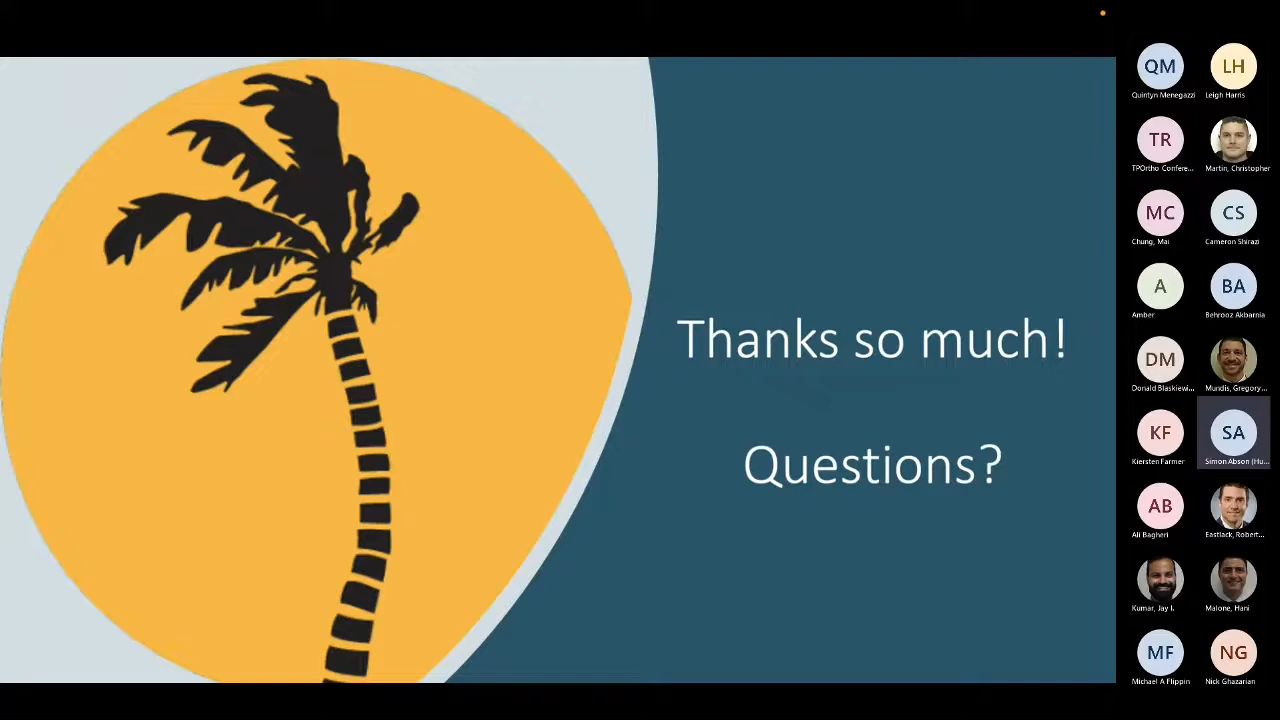 Thanks so much!
Questions?
QM
Quintyn Menegazzi
LH
Leigh Harris
TR
TPOrtho Confere...
Martin, Christopher
MC
Chung, Mai
CS
Cameron Shirazi
A
Amber
BA
Behrooz Akbarnia
DM
Donald Blaskiewi...
Mundis, Gregory...
KF
Kiersten Farmer
SA
Simon Abson (Hu...
AB
Ali Bagheri
Eastlack, Robert...
Kumar, Jay I.
Malone, Hani
MF
Michael A Flippin
NG
Nick Ghazarian